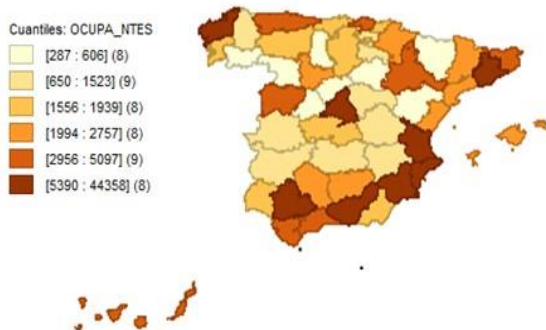 Cuantiles: OCUPA_NTES
[287 : 606] (8)
[650 : 1523] (9)
[1556 : 1939] (8)
[1994 : 2757] (8)
[2956 : 5097] (9)
[5390 : 44358] (8)